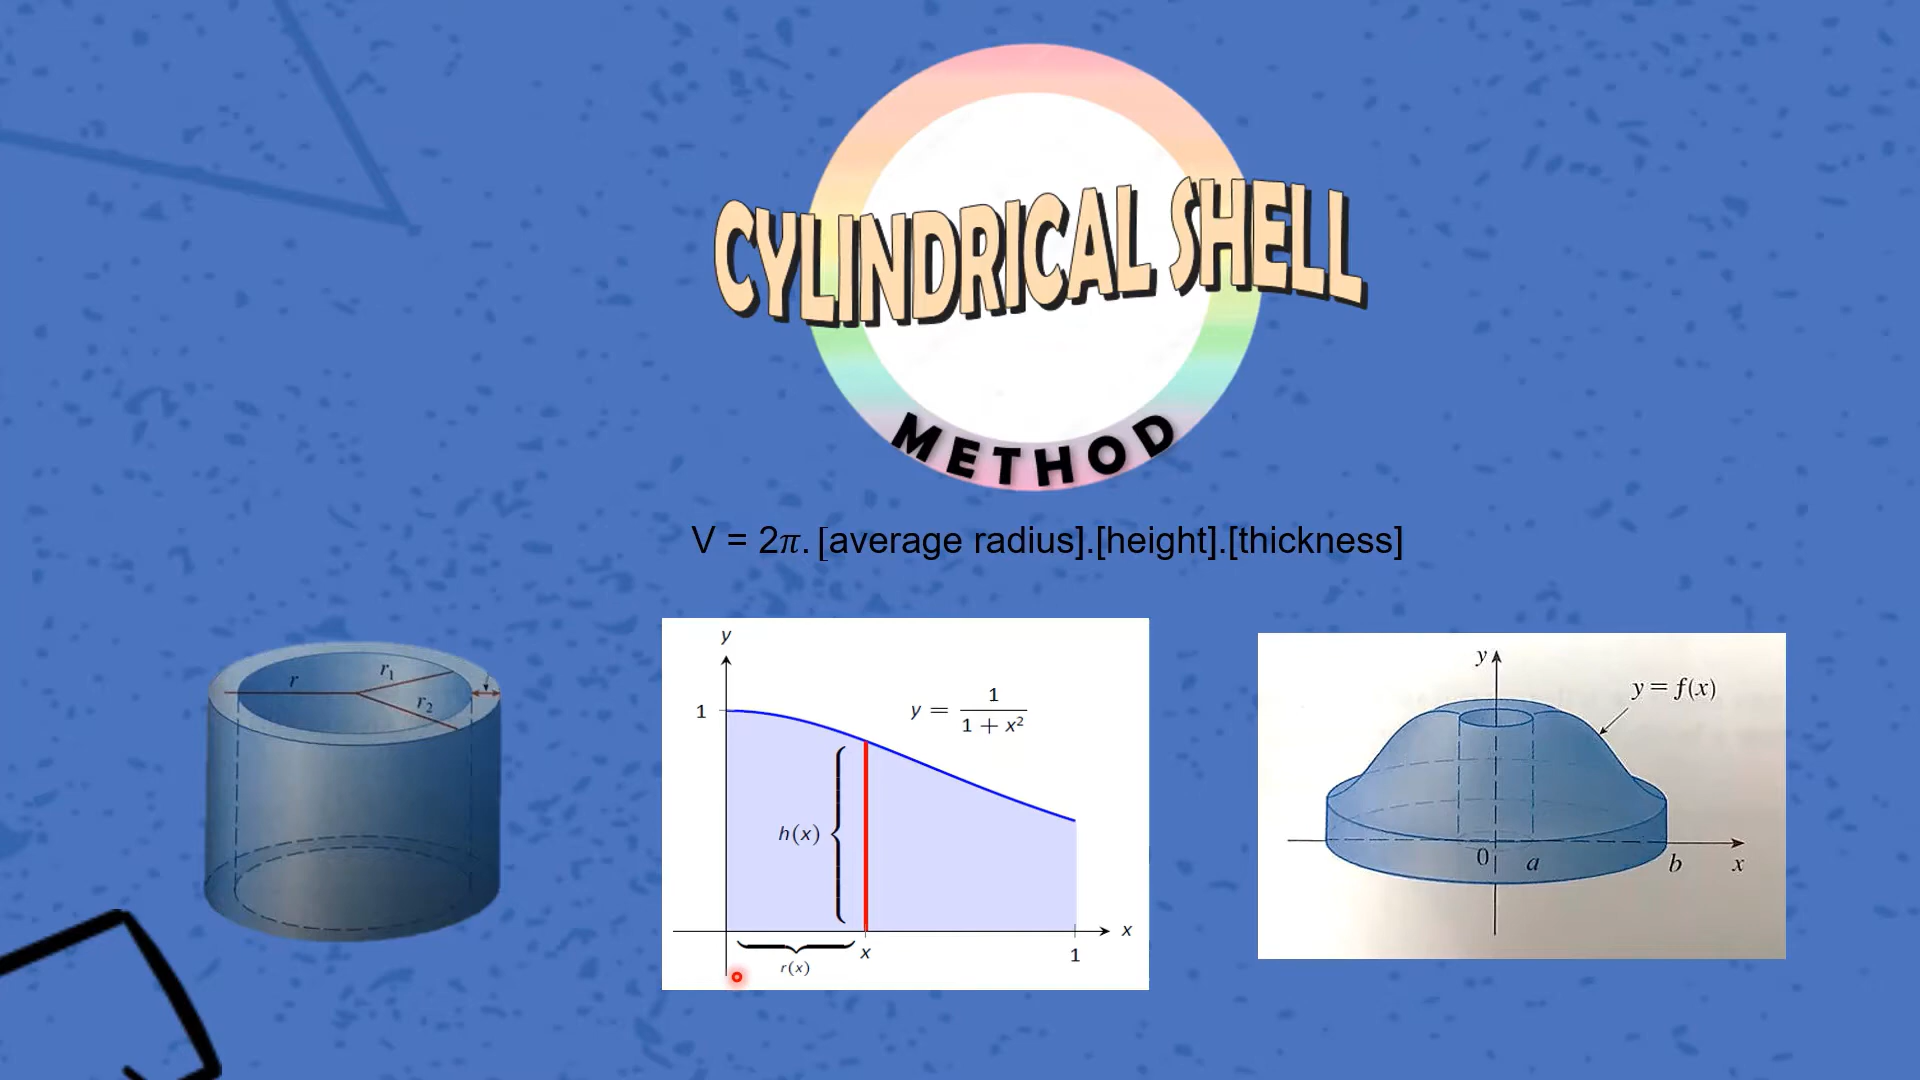 CYLINDRICAL SHELL
METHOD
V = 2π. [average radius].[height].[thickness]
r
r₁
r₂
y
1
y = 1 / (1 + x²)
h(x)
r(x)
x
1
x
y
y = f(x)
0
a
b
x